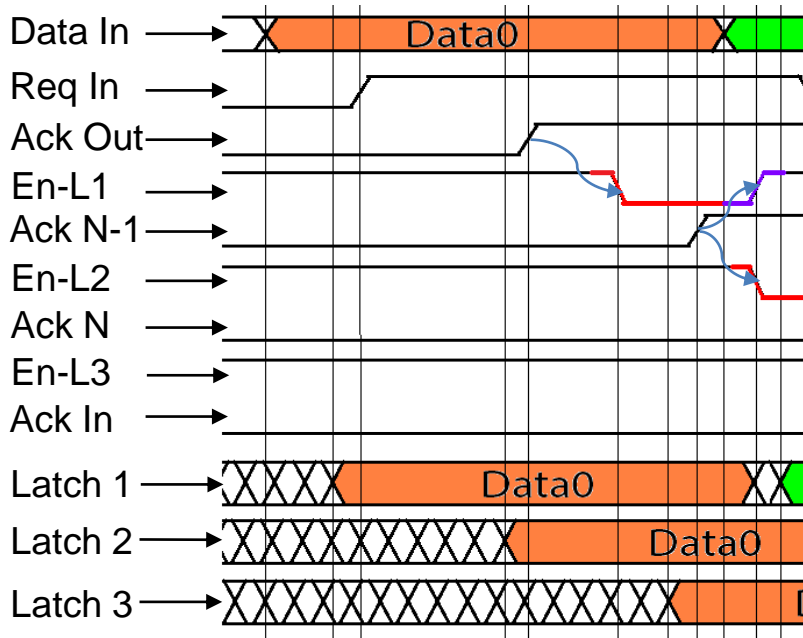 Data In
Data0
Req In
Ack Out
En-L1
Ack N-1
En-L2
Ack N
En-L3
Ack In
Latch 1
Data0
Latch 2
Data0
Latch 3